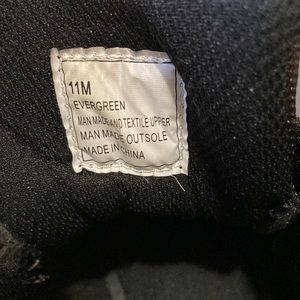 11M
EVERGREEN
MAN MADE AND TEXTILE UPPER
MAN MADE OUTSOLE
MADE IN CHINA